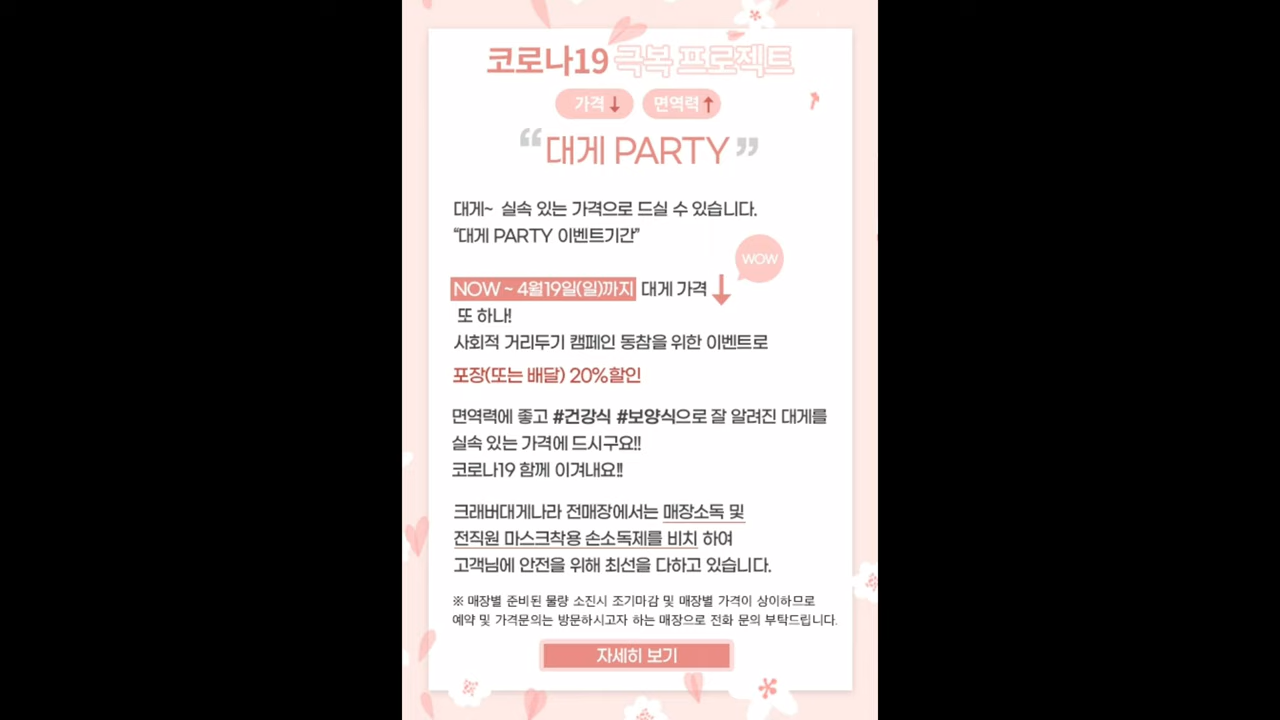 코로나19 극복 프로젝트
가격↓ 면역력↑
“대게 PARTY”
대게~ 실속 있는 가격으로 드실 수 있습니다.
“대게 PARTY 이벤트기간”
WOW
NOW ~ 4월19일(일)까지 대게 가격↓
또 하나!
사회적 거리두기 캠페인 동참을 위한 이벤트로
포장(또는 배달) 20%할인
면역력에 좋고 #건강식 #보양식으로 잘 알려진 대게를
실속 있는 가격에 드시구요!!
코로나19 함께 이겨내요!!
크래버대게나라 전매장에서는 매장소독 및
전직원 마스크착용 손소독제를 비치 하여
고객님에 안전을 위해 최선을 다하고 있습니다.
※ 매장별 준비된 물량 소진시 조기마감 및 매장별 가격이 상이하므로
예약 및 가격문의는 방문하시고자 하는 매장으로 전화 문의 부탁드립니다.
자세히 보기